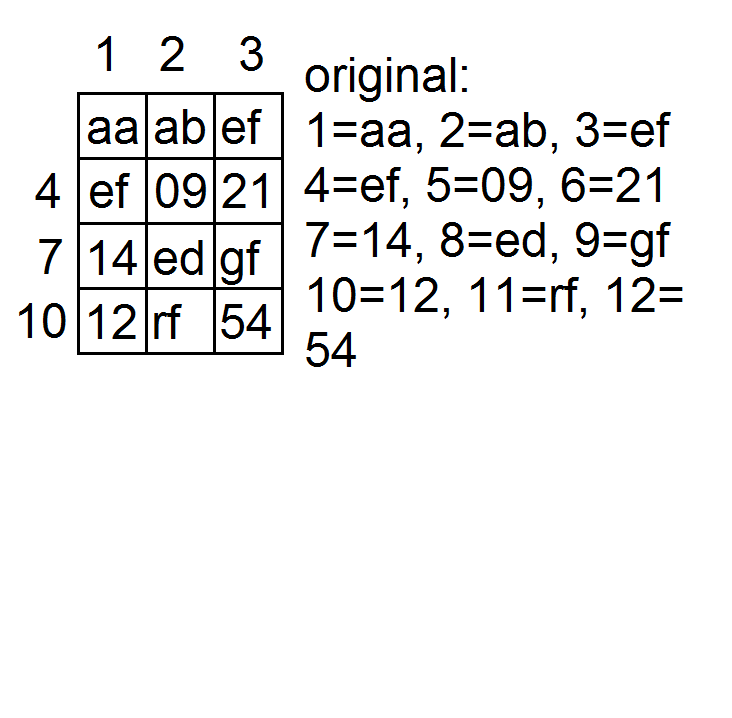 1 2 3
aa ab ef
4 ef 09 21
7 14 ed gf
10 12 rf 54
original:
1=aa, 2=ab, 3=ef
4=ef, 5=09, 6=21
7=14, 8=ed, 9=gf
10=12, 11=rf, 12=
54